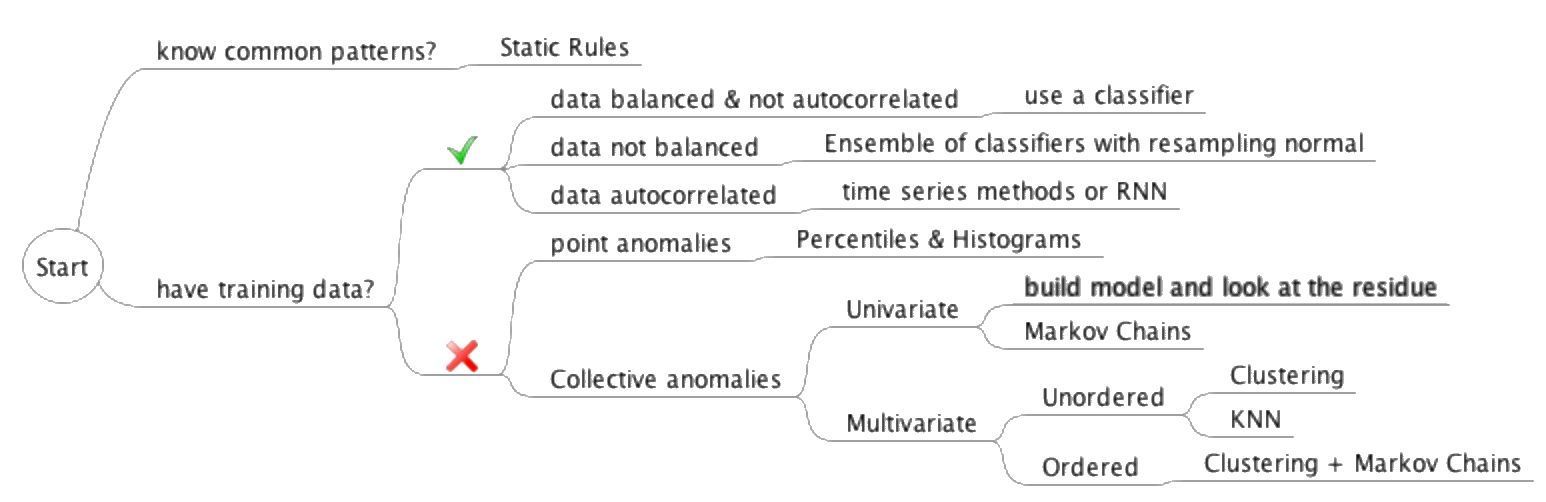 know common patterns?
Static Rules
data balanced & not autocorrelated
use a classifier
data not balanced
Ensemble of classifiers with resampling normal
data autocorrelated
time series methods or RNN
point anomalies
Percentiles & Histograms
Start
have training data?
Univariate
build model and look at the residue
Markov Chains
Collective anomalies
Multivariate
Unordered
Clustering
KNN
Ordered
Clustering + Markov Chains